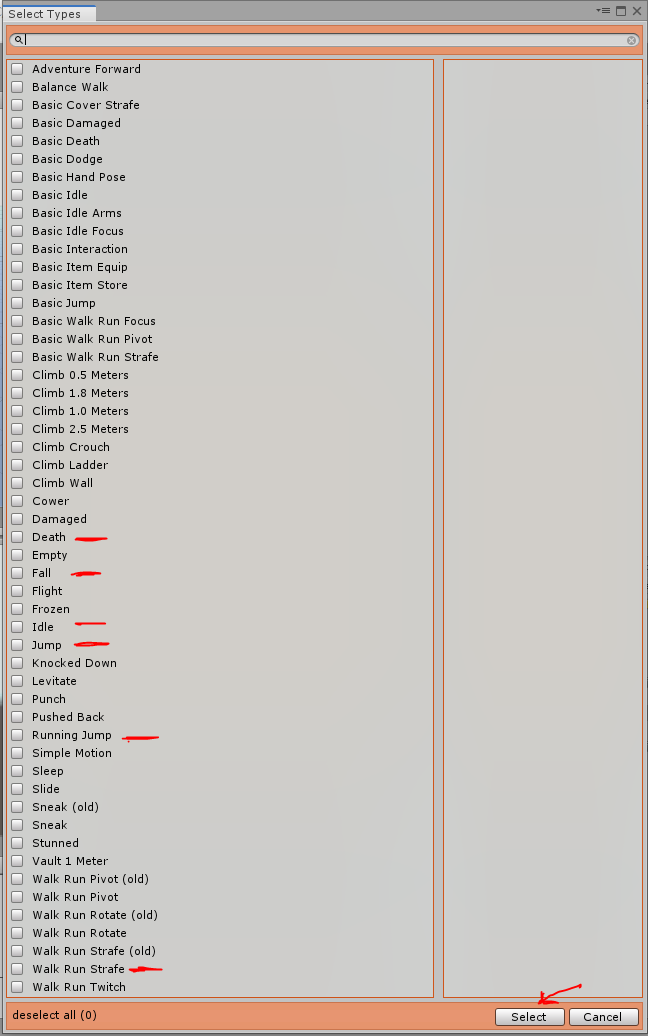 Select Types
Adventure Forward
Balance Walk
Basic Cover Strafe
Basic Damaged
Basic Death
Basic Dodge
Basic Hand Pose
Basic Idle
Basic Idle Arms
Basic Idle Focus
Basic Interaction
Basic Item Equip
Basic Item Store
Basic Jump
Basic Walk Run Focus
Basic Walk Run Pivot
Basic Walk Run Strafe
Climb 0.5 Meters
Climb 1.8 Meters
Climb 1.0 Meters
Climb 2.5 Meters
Climb Crouch
Climb Ladder
Climb Wall
Cower
Damaged
Death
Empty
Fall
Flight
Frozen
Idle
Jump
Knocked Down
Levitate
Punch
Pushed Back
Running Jump
Simple Motion
Sleep
Slide
Sneak (old)
Sneak
Stunned
Vault 1 Meter
Walk Run Pivot (old)
Walk Run Pivot
Walk Run Rotate (old)
Walk Run Rotate
Walk Run Strafe (old)
Walk Run Strafe
Walk Run Twitch
deselect all (0)
Select
Cancel